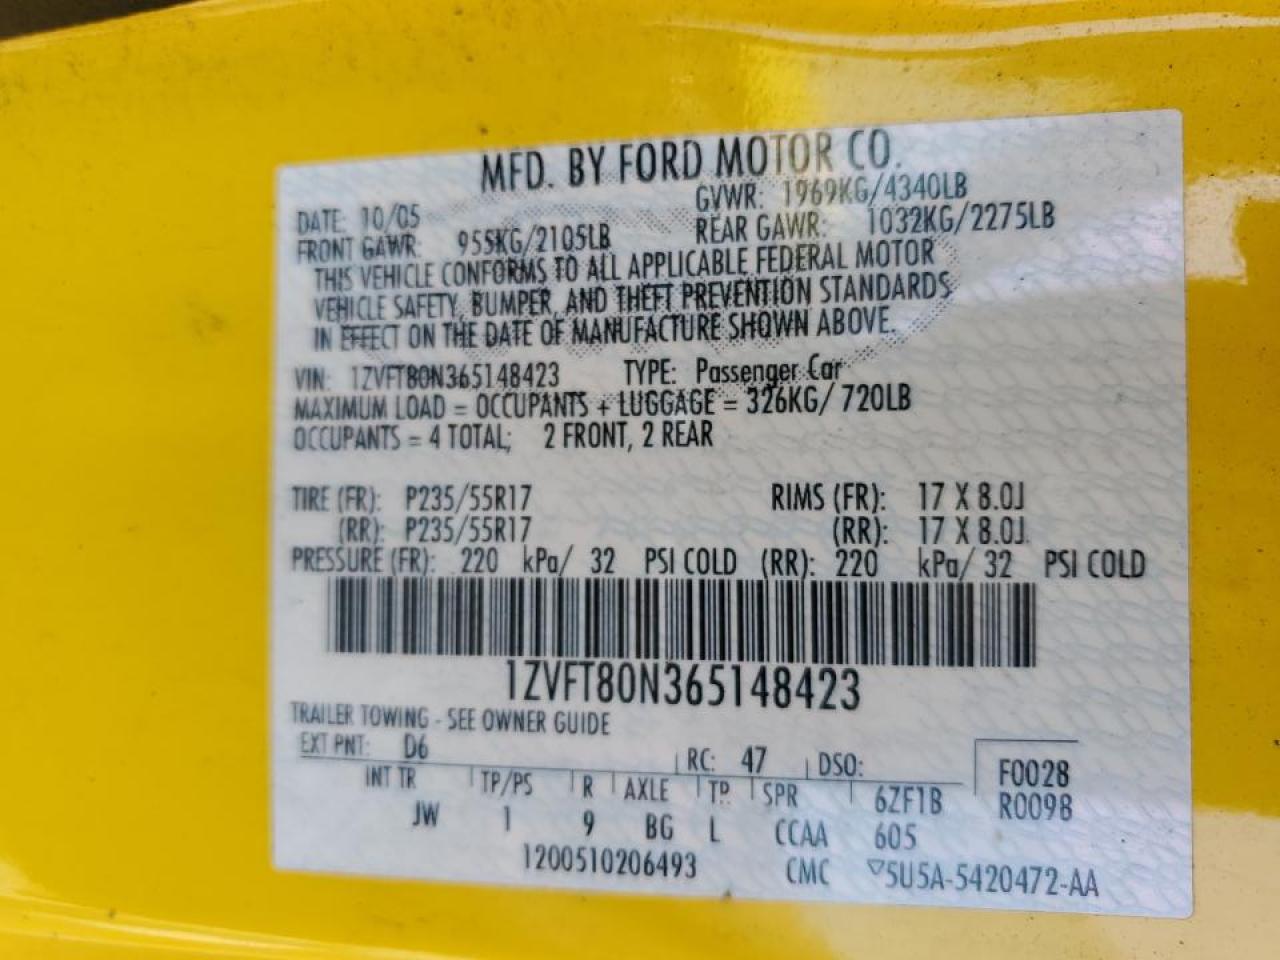 MFD. BY FORD MOTOR CO.
DATE: 10/05 GVWR: 1969KG/4340LB
FRONT GAWR: 955KG/2105LB REAR GAWR: 1032KG/2275LB
THIS VEHICLE CONFORMS TO ALL APPLICABLE FEDERAL MOTOR
VEHICLE SAFETY, BUMPER, AND THEFT PREVENTION STANDARDS
IN EFFECT ON THE DATE OF MANUFACTURE SHOWN ABOVE.
VIN: 1ZVFT80N365148423 TYPE: Passenger Car
MAXIMUM LOAD = OCCUPANTS + LUGGAGE = 326KG/ 720LB
OCCUPANTS = 4 TOTAL; 2 FRONT, 2 REAR
TIRE (FR): P235/55R17 RIMS (FR): 17 X 8.0J
(RR): P235/55R17 (RR): 17 X 8.0J
PRESSURE (FR): 220 kPa/ 32 PSI COLD (RR): 220 kPa/ 32 PSI COLD
1ZVFT80N365148423
TRAILER TOWING - SEE OWNER GUIDE
EXT PNT: D6 RC: 47 DSO: F0028
INT TR TP/PS R AXLE TP SPR 6ZF1B R0098
JW 1 9 BG L CCAA 605
1200510206493 CMC ▽5U5A-5420472-AA